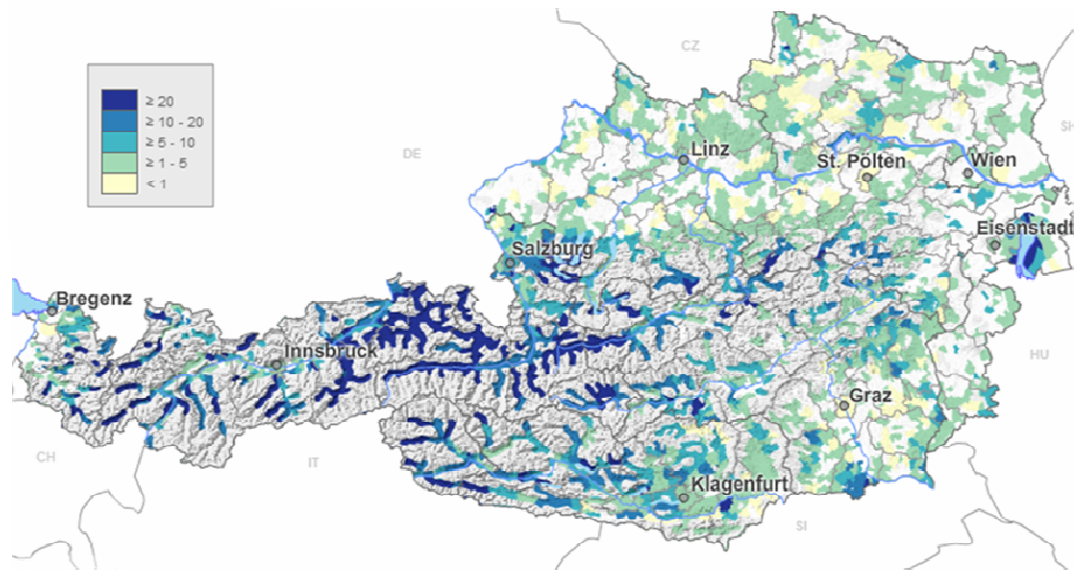 ≥ 20
≥ 10 - 20
≥ 5 - 10
≥ 1 - 5
< 1
CZ
DE
Linz
St. Pölten
Wien
Eisenstadt
Salzburg
Bregenz
Innsbruck
HU
Graz
CH
IT
Klagenfurt
SI